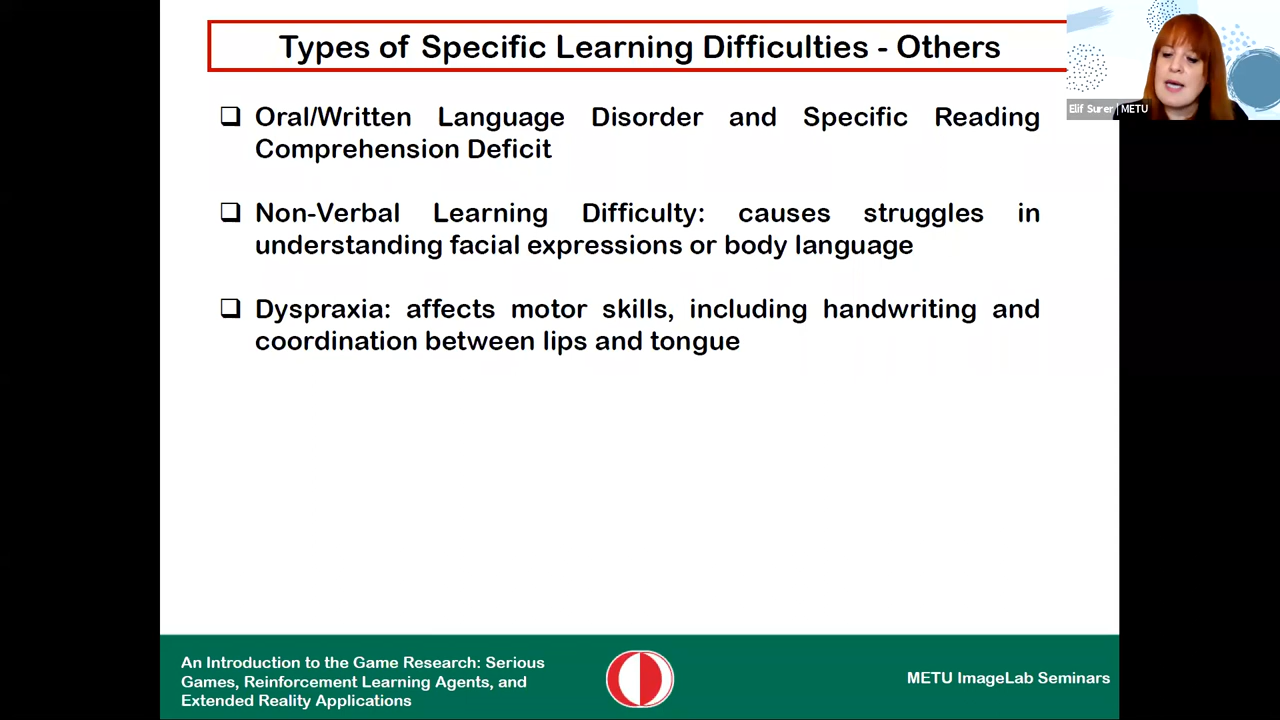 Types of Specific Learning Difficulties - Others
Elif Surer | METU
Oral/Written Language Disorder and Specific Reading
Comprehension Deficit
Non-Verbal Learning Difficulty: causes struggles in
understanding facial expressions or body language
Dyspraxia: affects motor skills, including handwriting and
coordination between lips and tongue
An Introduction to the Game Research: Serious
Games, Reinforcement Learning Agents, and
Extended Reality Applications
METU ImageLab Seminars